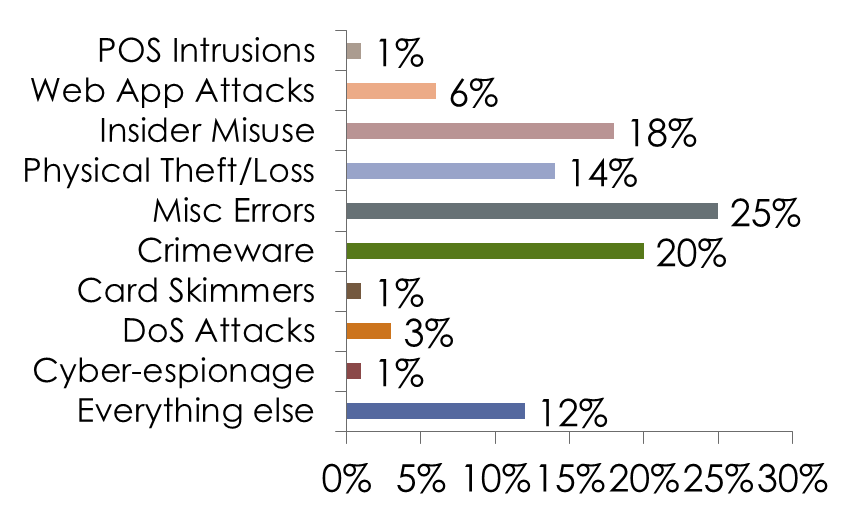 POS Intrusions 1%
Web App Attacks 6%
Insider Misuse 18%
Physical Theft/Loss 14%
Misc Errors 25%
Crimeware 20%
Card Skimmers 1%
DoS Attacks 3%
Cyber-espionage 1%
Everything else 12%
0% 5% 10% 15% 20% 25% 30%